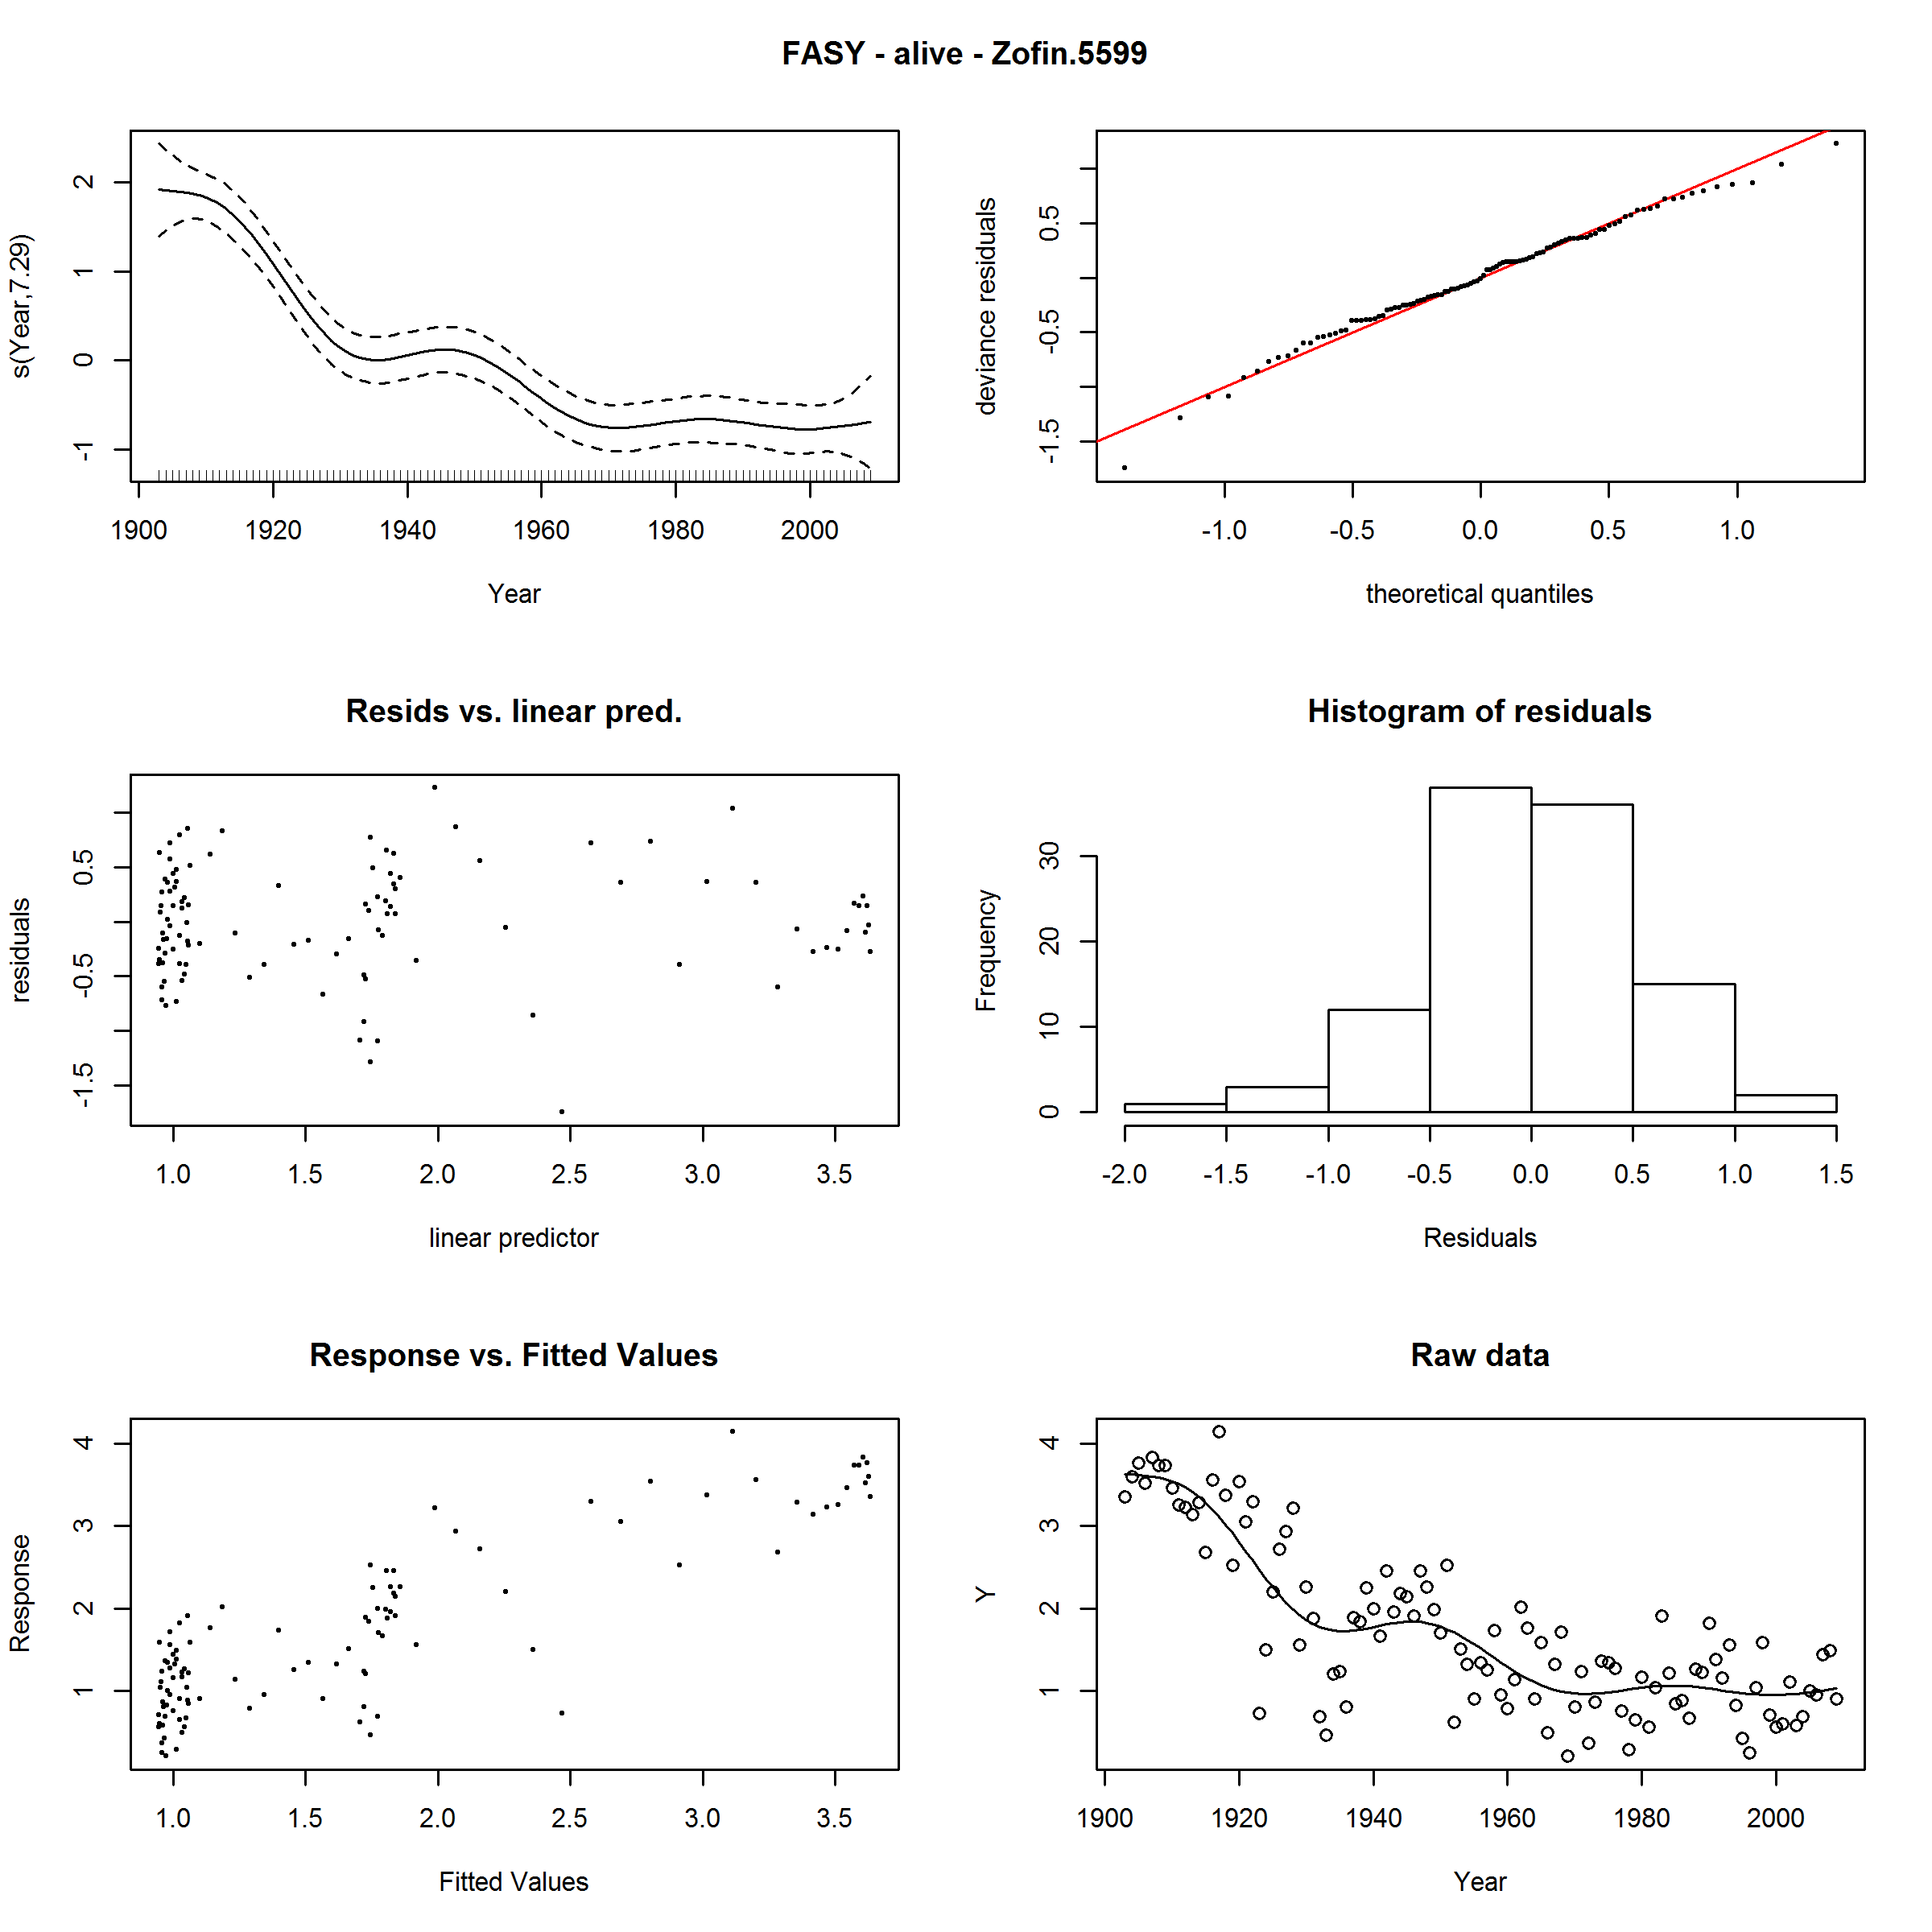 FASY - alive - Zofin.5599
s(Year,7.29)
2
1
0
-1
1900 1920 1940 1960 1980 2000
Year
deviance residuals
0.5
-0.5
-1.5
-1.0 -0.5 0.0 0.5 1.0
theoretical quantiles
Resids vs. linear pred.
residuals
0.5
-0.5
-1.5
1.0 1.5 2.0 2.5 3.0 3.5
linear predictor
Histogram of residuals
Frequency
30
20
10
0
-2.0 -1.5 -1.0 -0.5 0.0 0.5 1.0 1.5
Residuals
Response vs. Fitted Values
Response
4
3
2
1
1.0 1.5 2.0 2.5 3.0 3.5
Fitted Values
Raw data
Y
4
3
2
1
1900 1920 1940 1960 1980 2000
Year